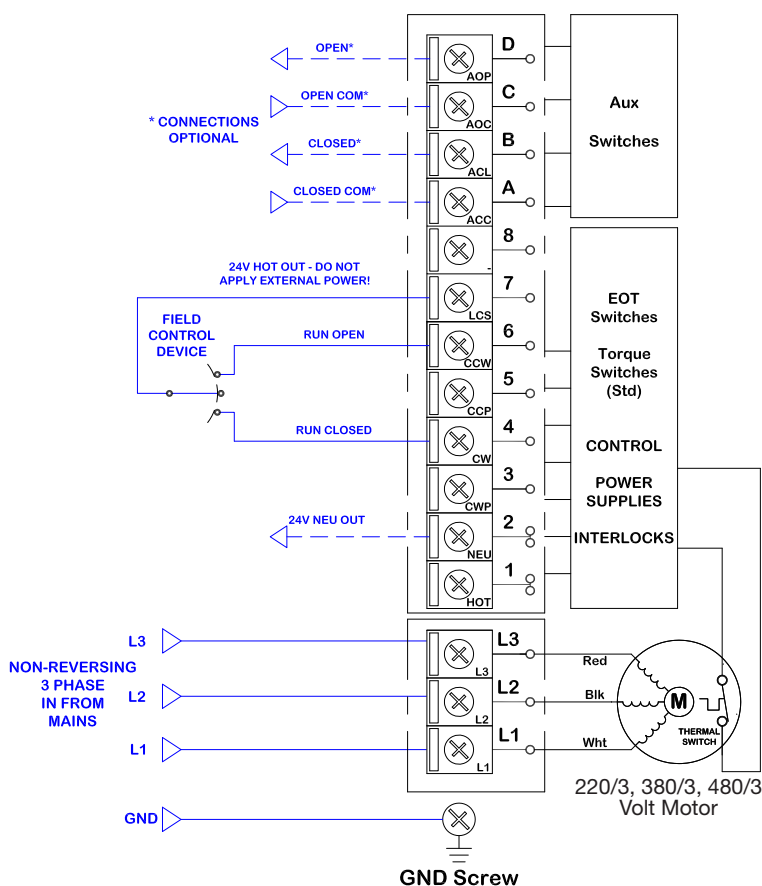 OPEN*
D
AOP
OPEN COM*
C
AOC
* CONNECTIONS
OPTIONAL
CLOSED*
B
ACL
CLOSED COM*
A
ACC
Aux
Switches
8
-
24V HOT OUT - DO NOT
APPLY EXTERNAL POWER!
7
LCS
FIELD
CONTROL
DEVICE
RUN OPEN
6
CCW
5
CCP
RUN CLOSED
4
CW
3
CWP
24V NEU OUT
2
NEU
1
HOT
EOT
Switches
Torque
Switches
(Std)
CONTROL
POWER
SUPPLIES
INTERLOCKS
NON-REVERSING
3 PHASE
IN FROM
MAINS
L3
L3
L3
Red
L2
L2
L2
Blk
L1
L1
L1
Wht
M
THERMAL
SWITCH
220/3, 380/3, 480/3
Volt Motor
GND
GND Screw